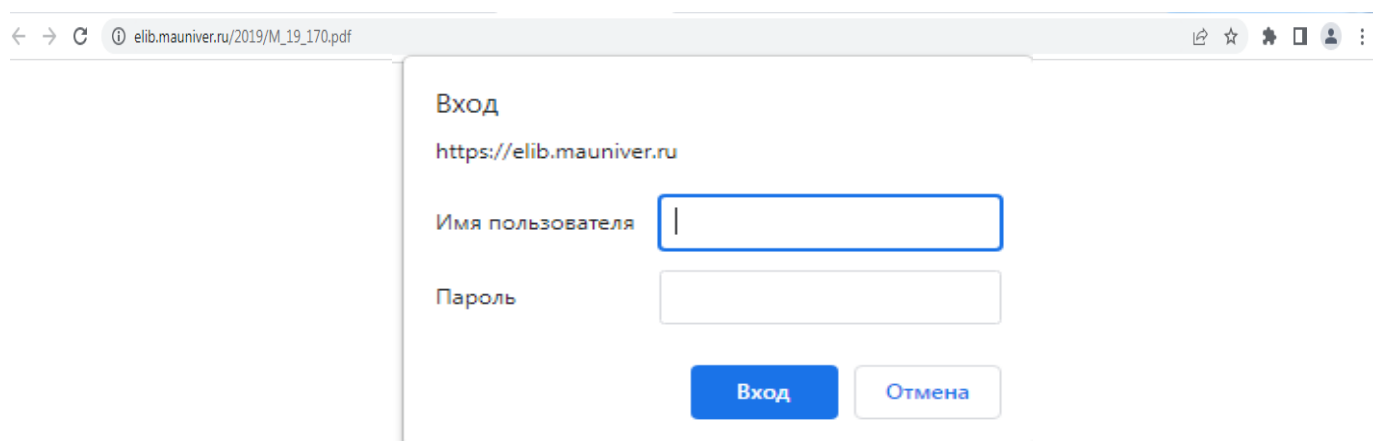 elib.mauniver.ru/2019/M_19_170.pdf
Вход
https://elib.mauniver.ru
Имя пользователя
Пароль
Вход Отмена